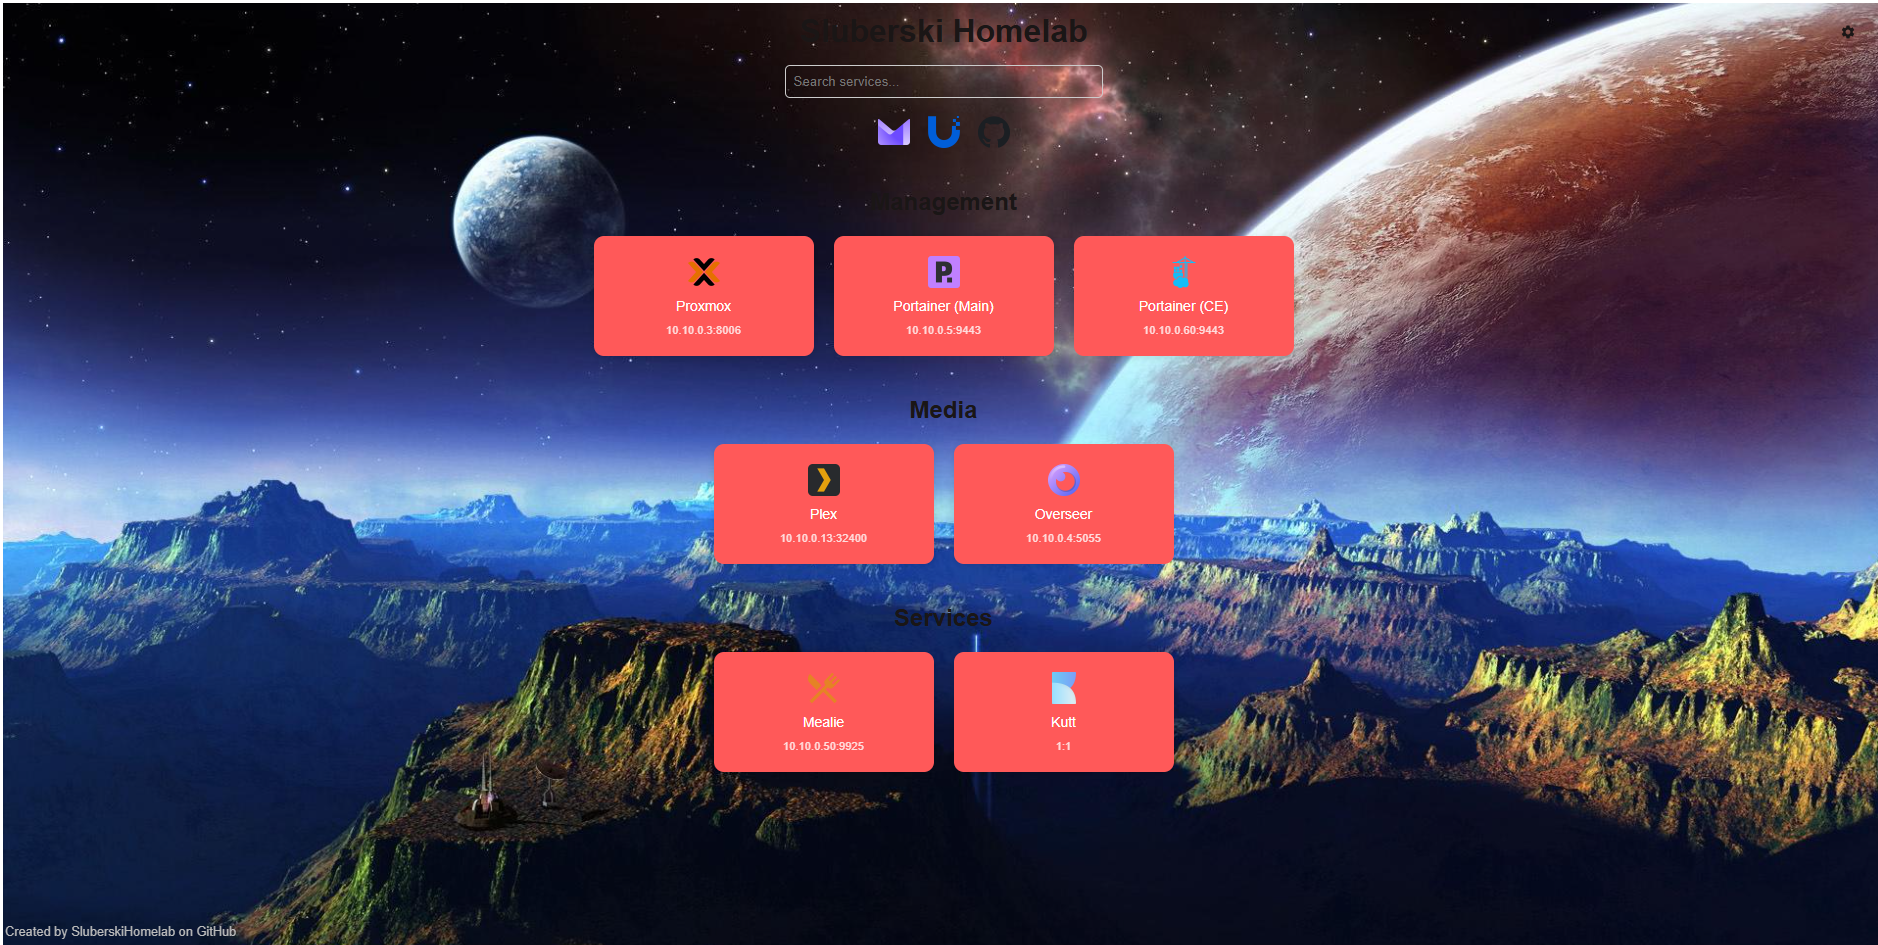 Sluberski Homelab
Search services...
Management
Proxmox
10.10.0.3:8006
Portainer (Main)
10.10.0.5:9443
Portainer (CE)
10.10.0.60:9443
Media
Plex
10.10.0.13:32400
Overseer
10.10.0.4:5055
Services
Mealie
10.10.0.50:9925
Kutt
1:1
Created by SluberskiHomelab on GitHub